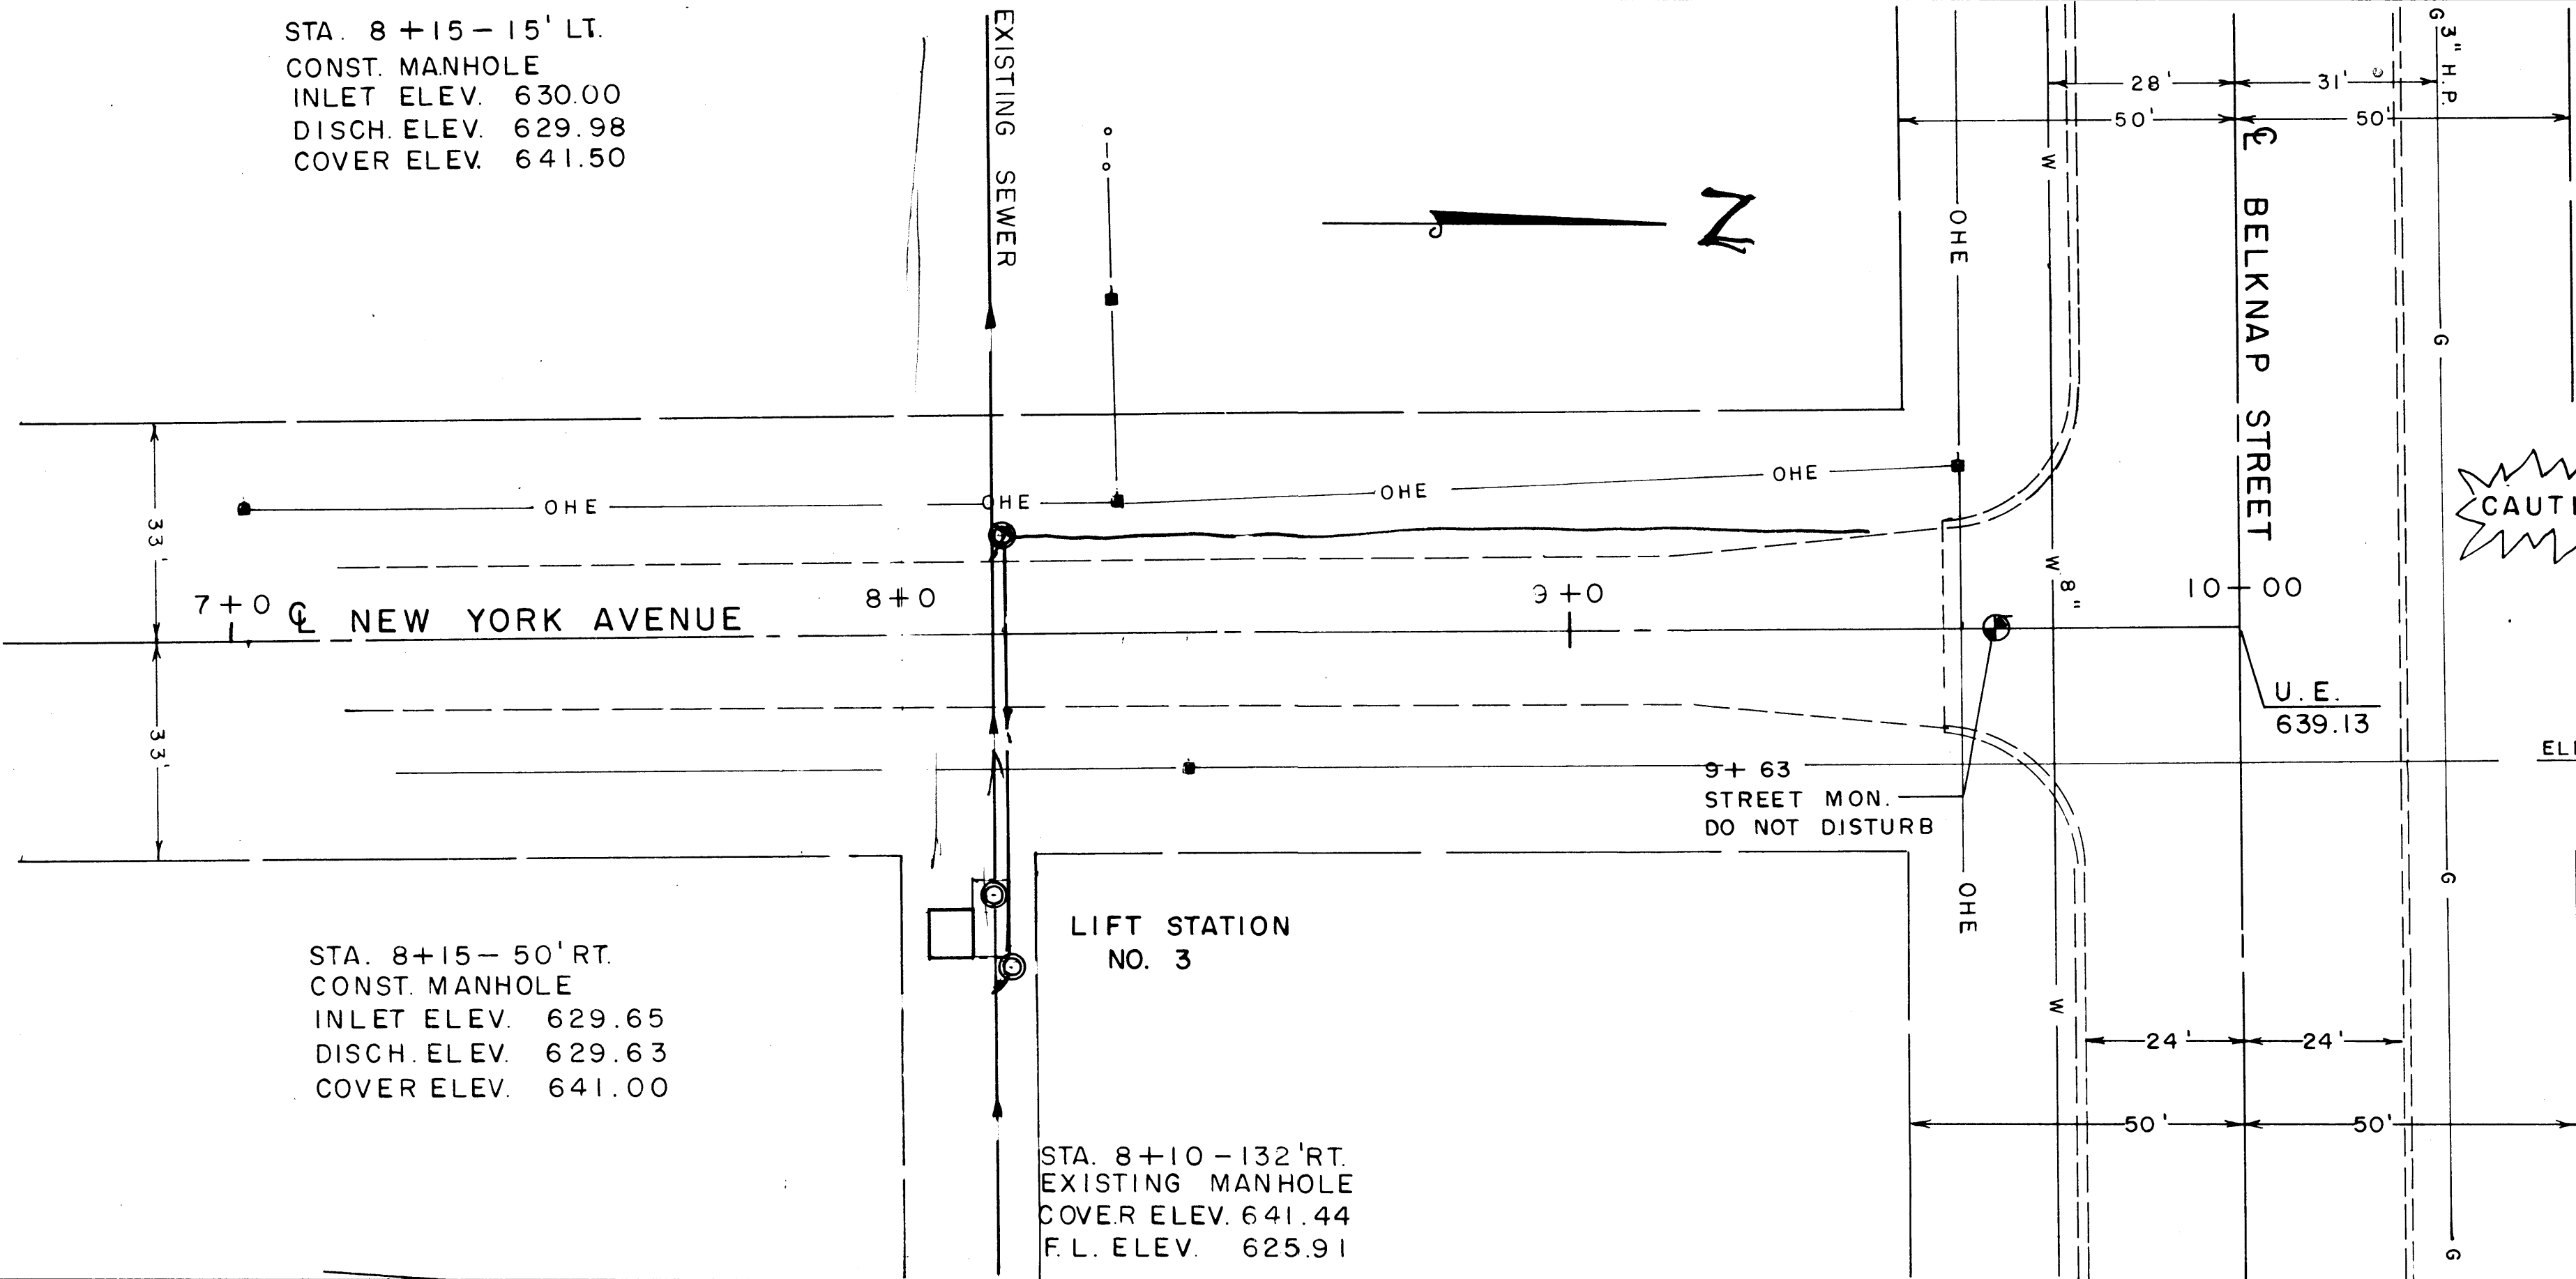 STA. 8+15-15' LT.
CONST. MANHOLE
INLET ELEV. 630.00
DISCH. ELEV. 629.98
COVER ELEV. 641.50
EXISTING SEWER
N
OHE
W
28'
31'
50'
50'
3" H.P.
G
℄ BELKNAP STREET
G
OHE
OHE
OHE
OHE
33'
33'
7+0
℄ NEW YORK AVENUE
8+0
9+0
10+00
W 8"
U.E.
639.13
9+63
STREET MON.
DO NOT DISTURB
OHE
G
W
LIFT STATION
NO. 3
STA. 8+15-50' RT.
CONST. MANHOLE
INLET ELEV. 629.65
DISCH. ELEV. 629.63
COVER ELEV. 641.00
24'
24'
50'
50'
STA. 8+10-132' RT.
EXISTING MANHOLE
COVER ELEV. 641.44
F.L. ELEV. 625.91
G